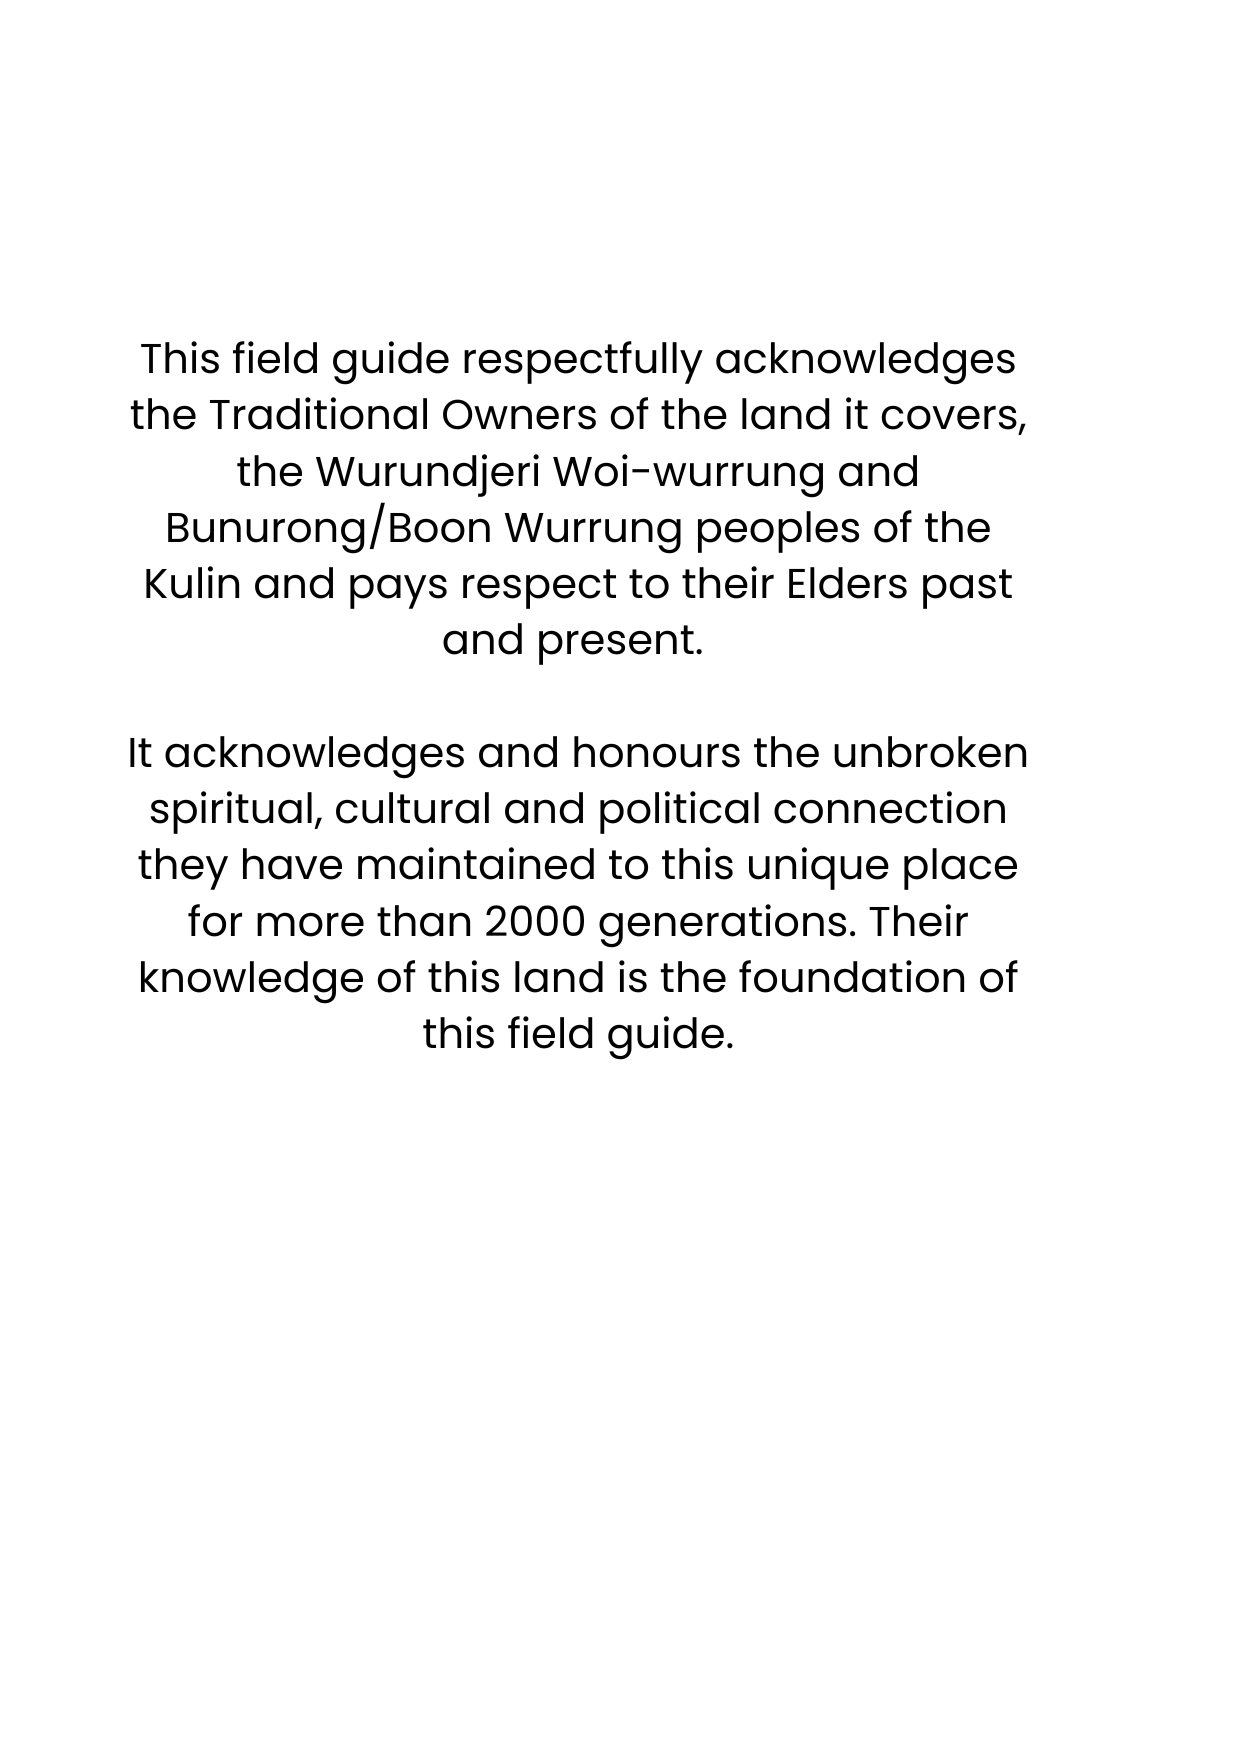 This field guide respectfully acknowledges
the Traditional Owners of the land it covers,
the Wurundjeri Woi-wurrung and
Bunurong/Boon Wurrung peoples of the
Kulin and pays respect to their Elders past
and present.
It acknowledges and honours the unbroken
spiritual, cultural and political connection
they have maintained to this unique place
for more than 2000 generations. Their
knowledge of this land is the foundation of
this field guide.